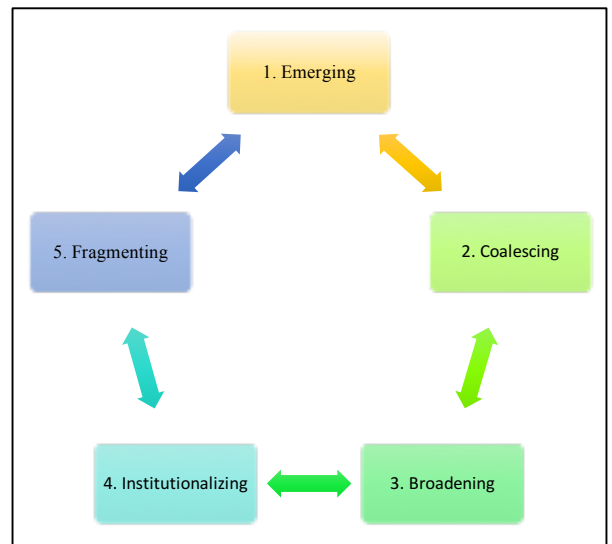 1. Emerging
2. Coalescing
3. Broadening
4. Institutionalizing
5. Fragmenting